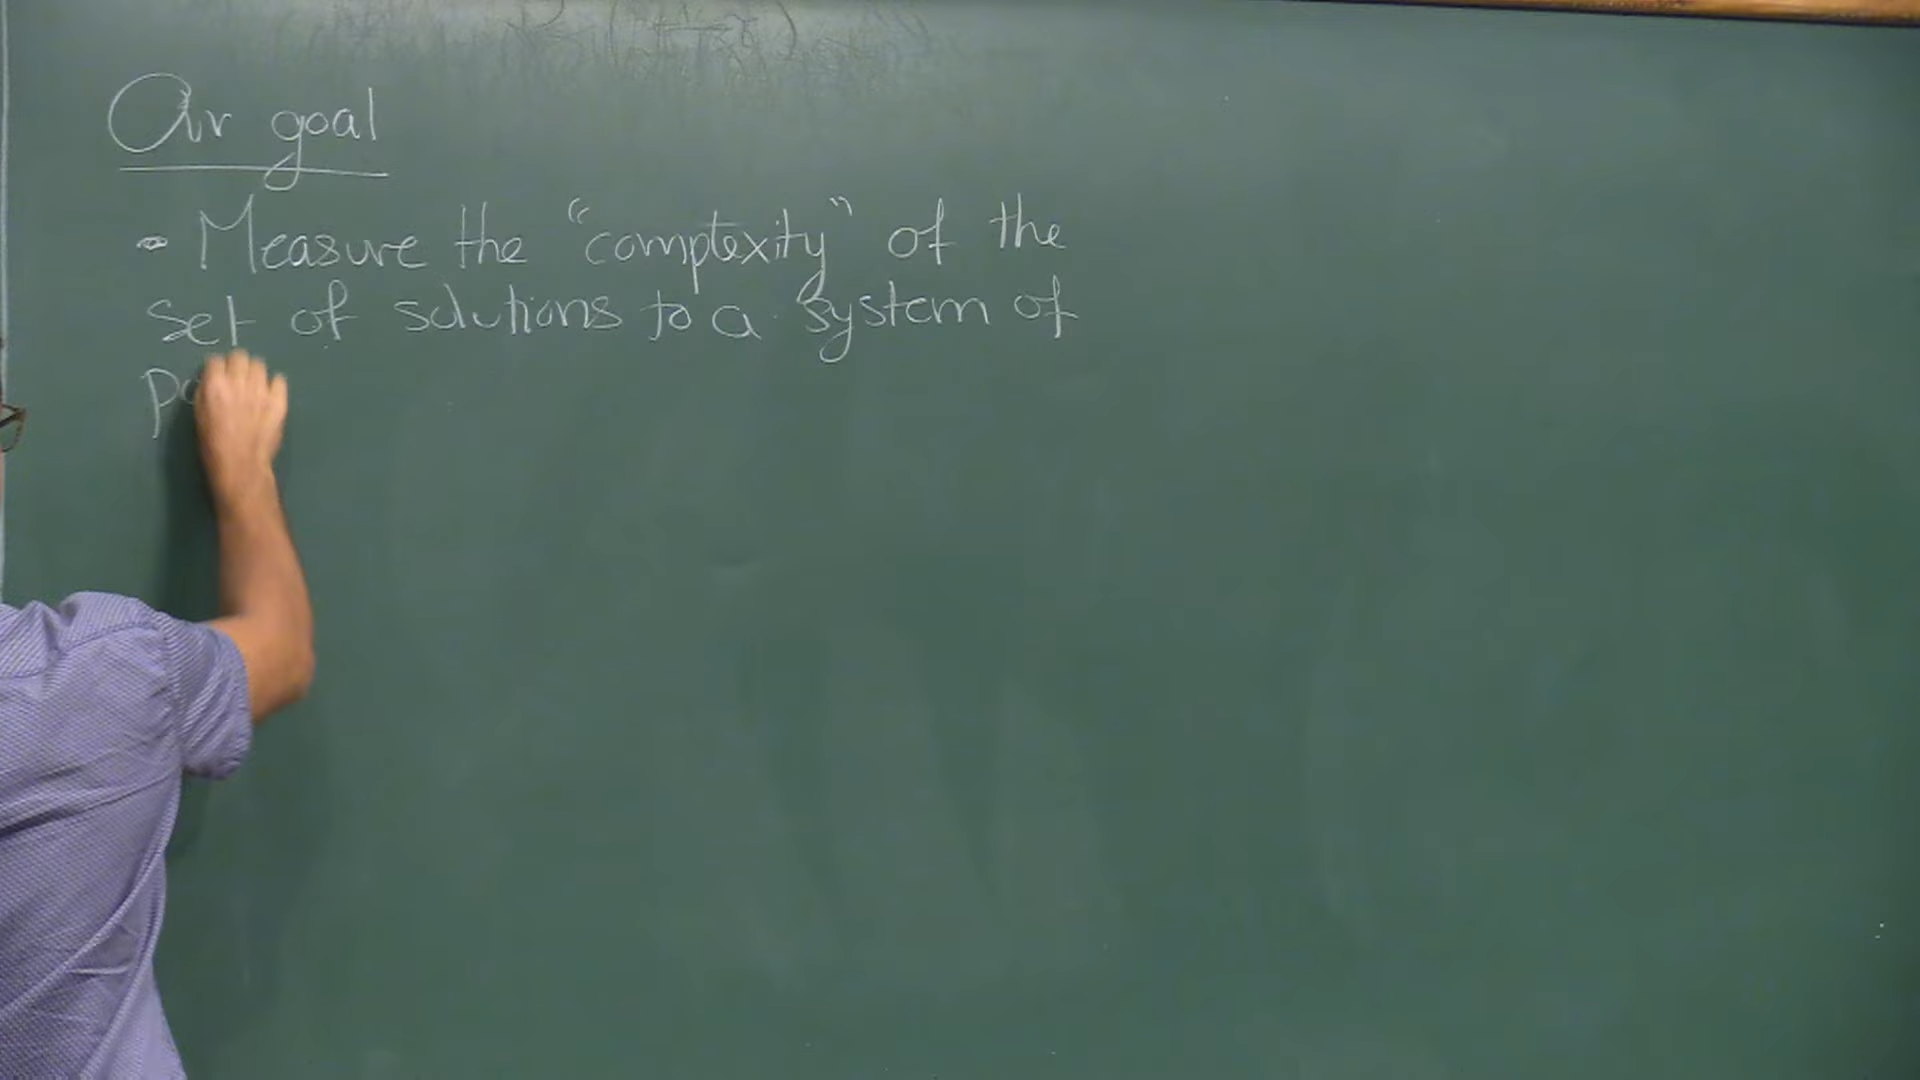 Our goal
- Measure the "complexity" of the
set of solutions to a system of
po